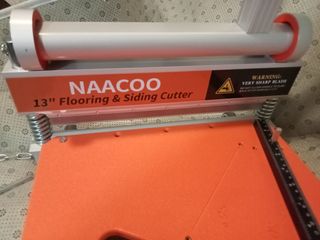 NAACOO
13" Flooring & Siding Cutter
WARNING:
VERY SHARP BLADE